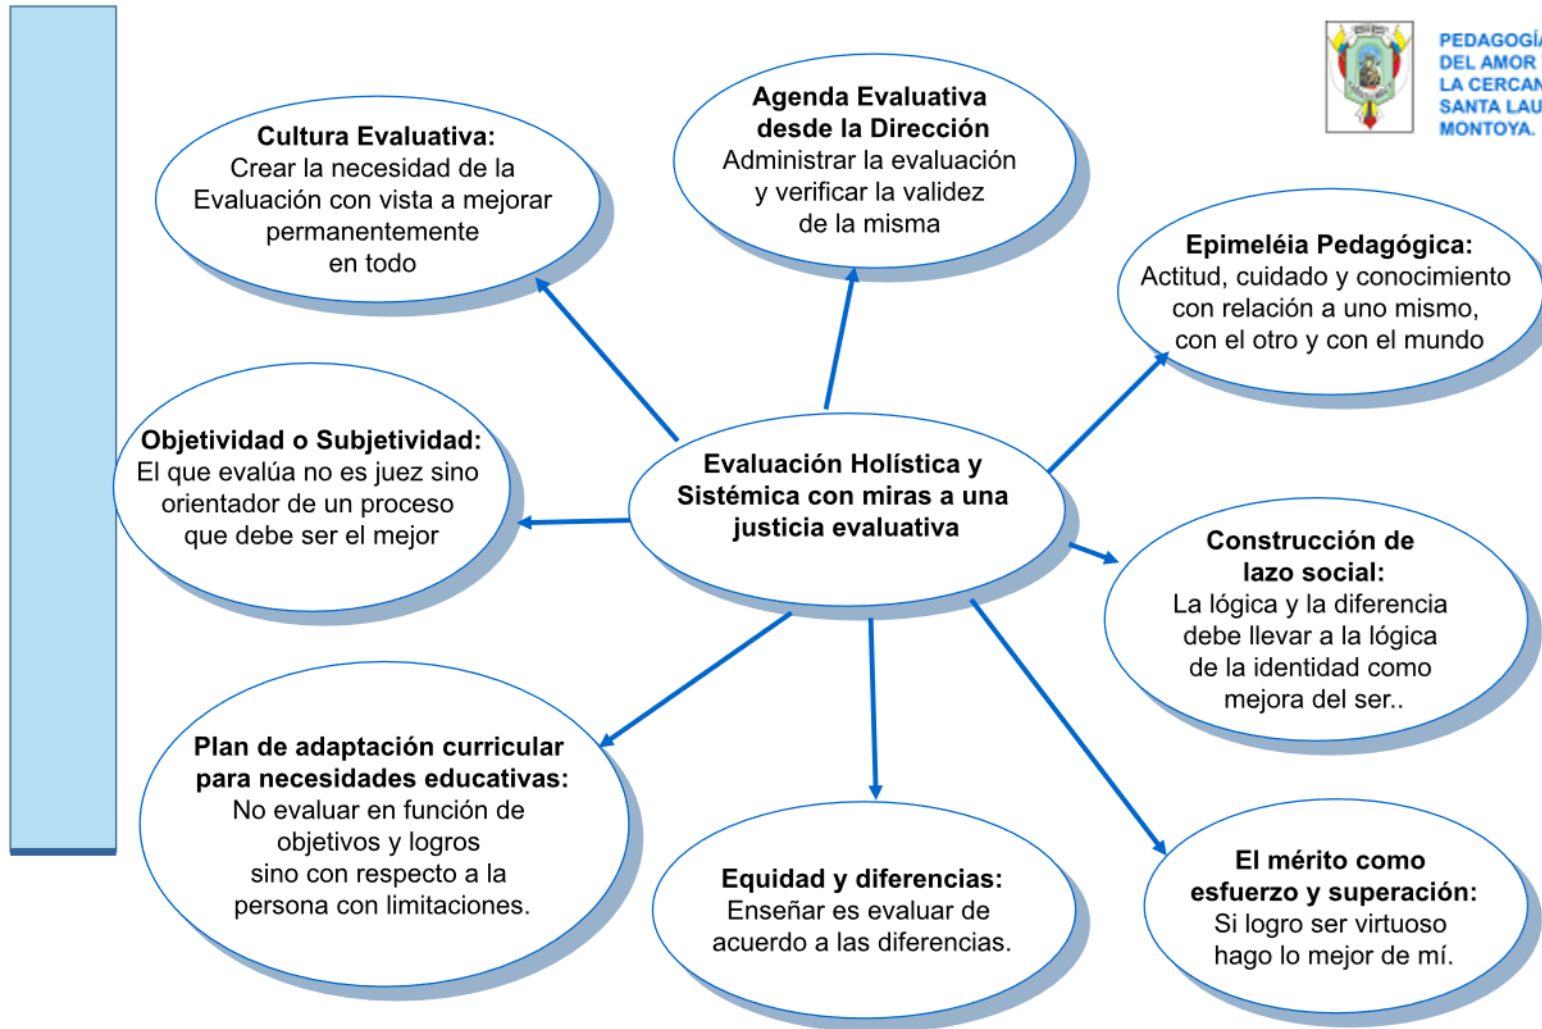 PEDAGOGÍA
DEL AMOR
LA CERCAN
SANTA LAU
MONTOYA.
Cultura Evaluativa:
Crear la necesidad de la
Evaluación con vista a mejorar
permanentemente
en todo
Agenda Evaluativa
desde la Dirección
Administrar la evaluación
y verificar la validez
de la misma
Epimeléia Pedagógica:
Actitud, cuidado y conocimiento
con relación a uno mismo,
con el otro y con el mundo
Objetividad o Subjetividad:
El que evalúa no es juez sino
orientador de un proceso
que debe ser el mejor
Evaluación Holística y
Sistémica con miras a una
justicia evaluativa
Construcción de
lazo social:
La lógica y la diferencia
debe llevar a la lógica
de la identidad como
mejora del ser..
Plan de adaptación curricular
para necesidades educativas:
No evaluar en función de
objetivos y logros
sino con respecto a la
persona con limitaciones.
Equidad y diferencias:
Enseñar es evaluar de
acuerdo a las diferencias.
El mérito como
esfuerzo y superación:
Si logro ser virtuoso
hago lo mejor de mí.